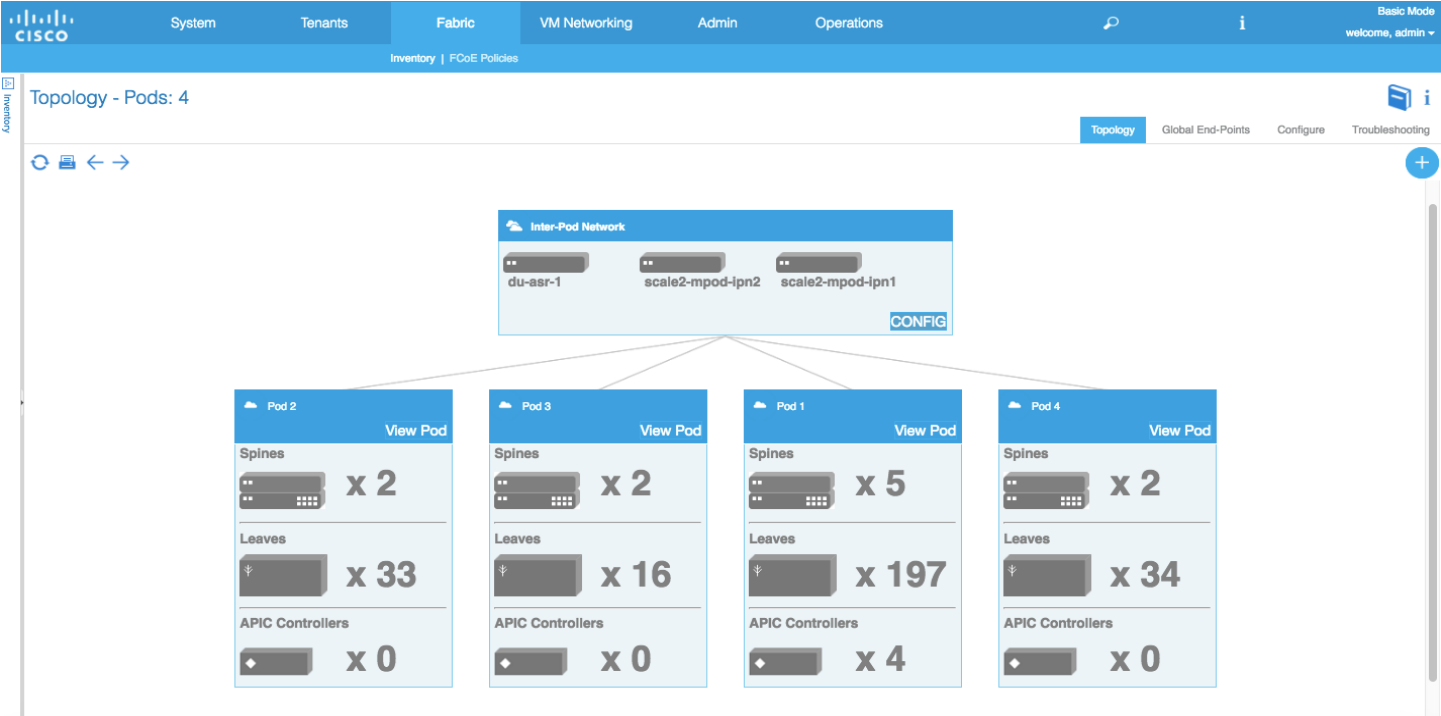 CISCO
System
Tenants
Fabric
VM Networking
Admin
Operations
i
Basic Mode
welcome, admin
Inventory | FCoE Policies
Inventory
Topology - Pods: 4
i
Topology
Global End-Points
Configure
Troubleshooting
+
Inter-Pod Network
du-asr-1
scale2-mpod-ipn2
scale2-mpod-ipn1
CONFIG
Pod 2
View Pod
Spines
x 2
Leaves
x 33
APIC Controllers
x 0
Pod 3
View Pod
Spines
x 2
Leaves
x 16
APIC Controllers
x 0
Pod 1
View Pod
Spines
x 5
Leaves
x 197
APIC Controllers
x 4
Pod 4
View Pod
Spines
x 2
Leaves
x 34
APIC Controllers
x 0